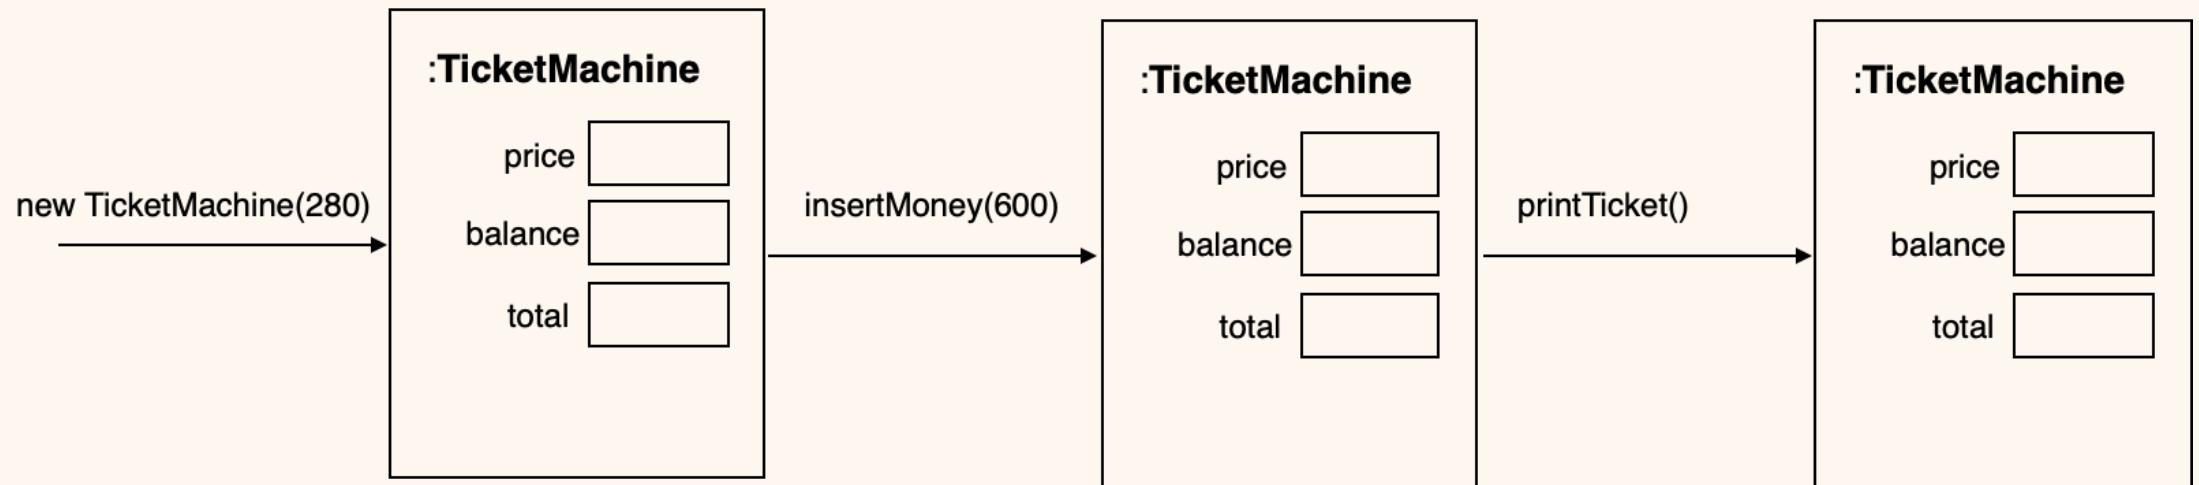 new TicketMachine(280)
:TicketMachine
price
balance
total
insertMoney(600)
:TicketMachine
price
balance
total
printTicket()
:TicketMachine
price
balance
total